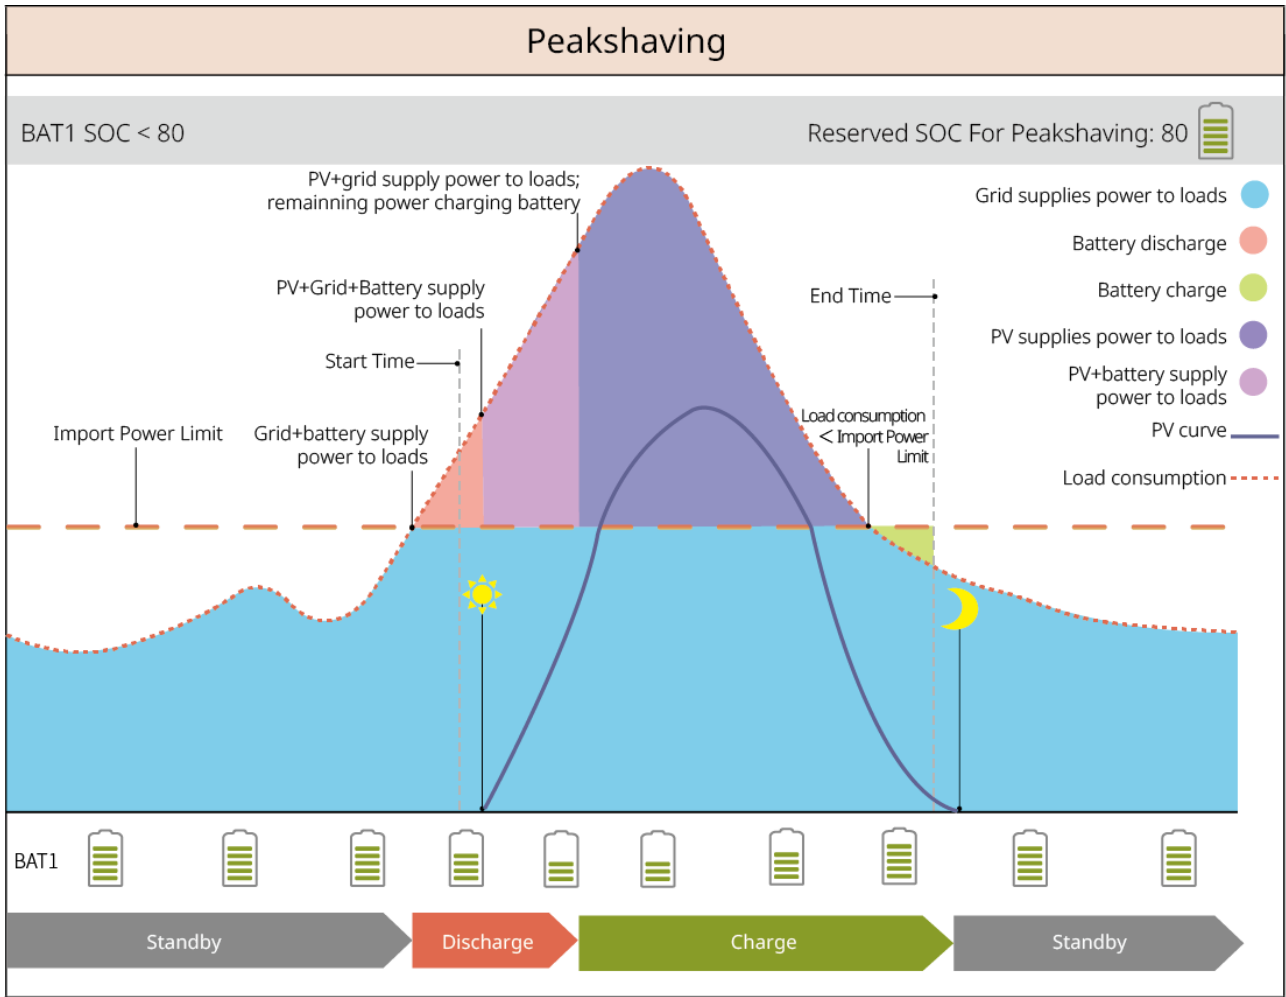 Peakshaving
BAT1 SOC < 80
Reserved SOC For Peakshaving: 80
PV+grid supply power to loads;
remainning power charging battery
PV+Grid+Battery supply
power to loads
Start Time
Import Power Limit
Grid+battery supply
power to loads
End Time
Load consumption
< Import Power
Limit
Grid supplies power to loads
Battery discharge
Battery charge
PV supplies power to loads
PV+battery supply
power to loads
PV curve
Load consumption
BAT1
Standby
Discharge
Charge
Standby